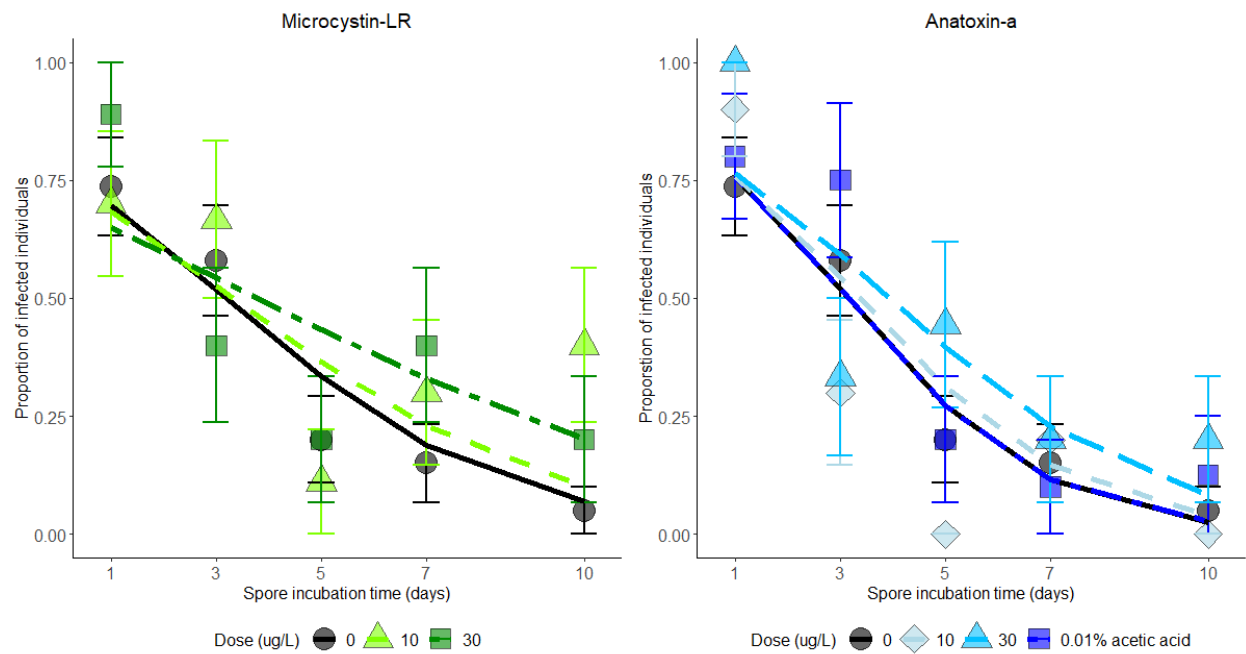 Microcystin-LR
Proportion of infected individuals
1.00
0.75
0.50
0.25
0.00
1 3 5 7 10
Spore incubation time (days)
Dose (ug/L) 0 10 30
Anatoxin-a
Proporstion of infected individuals
1.00
0.75
0.50
0.25
0.00
1 3 5 7 10
Spore incubation time (days)
Dose (ug/L) 0 10 30 0.01% acetic acid